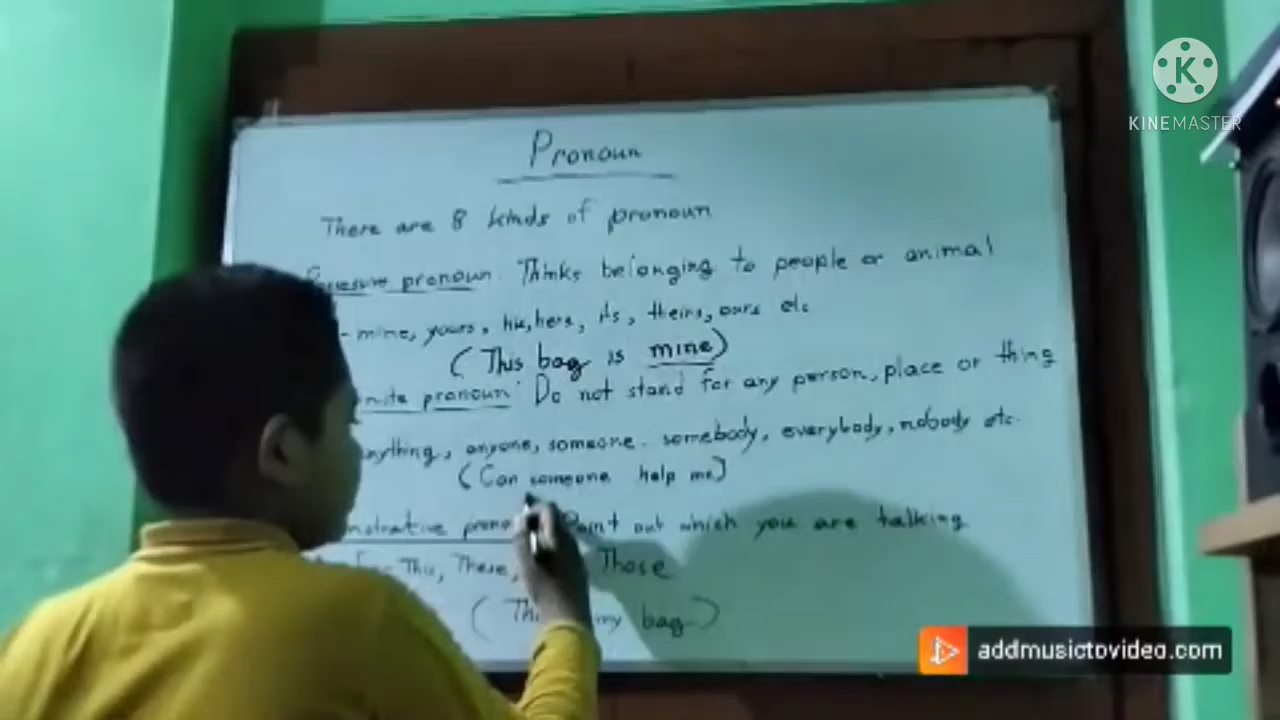 Pronoun
There are 8 kinds of pronoun
pronoun. Thinks belonging to people or animal
- mine, yours, his, hers, its, theirs, ours etc
(This bag is mine)
pronoun: Do not stand for any person, place or thing
anyone, someone. somebody, everybody, nobody etc.
(Can someone help me)
out which you are talking
This, These, Those
my bag)
K
KINEMASTER
addmusictovideo.com